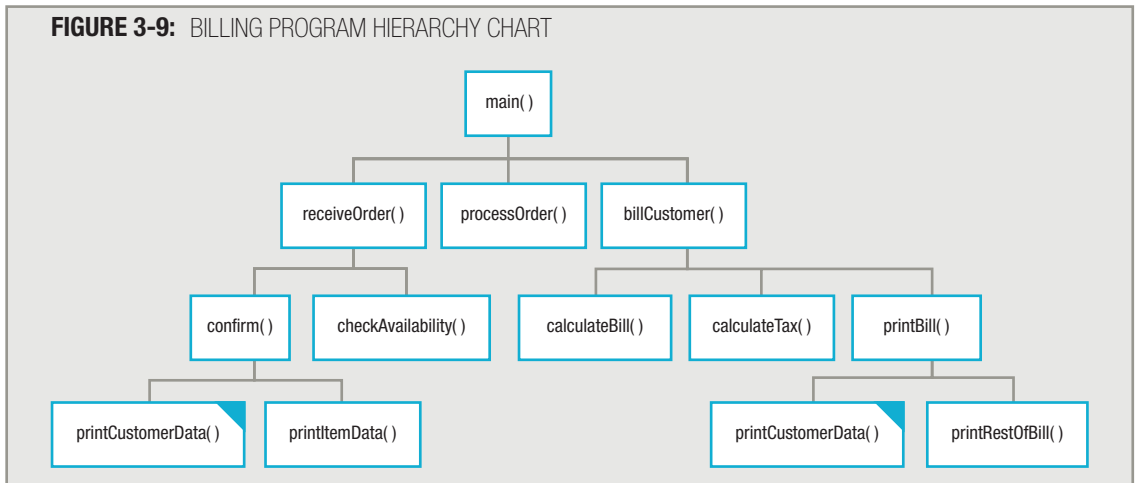 FIGURE 3-9: BILLING PROGRAM HIERARCHY CHART
main( )
receiveOrder( )
processOrder( )
billCustomer( )
confirm( )
checkAvailability( )
calculateBill( )
calculateTax( )
printBill( )
printCustomerData( )
printItemData( )
printCustomerData( )
printRestOfBill( )